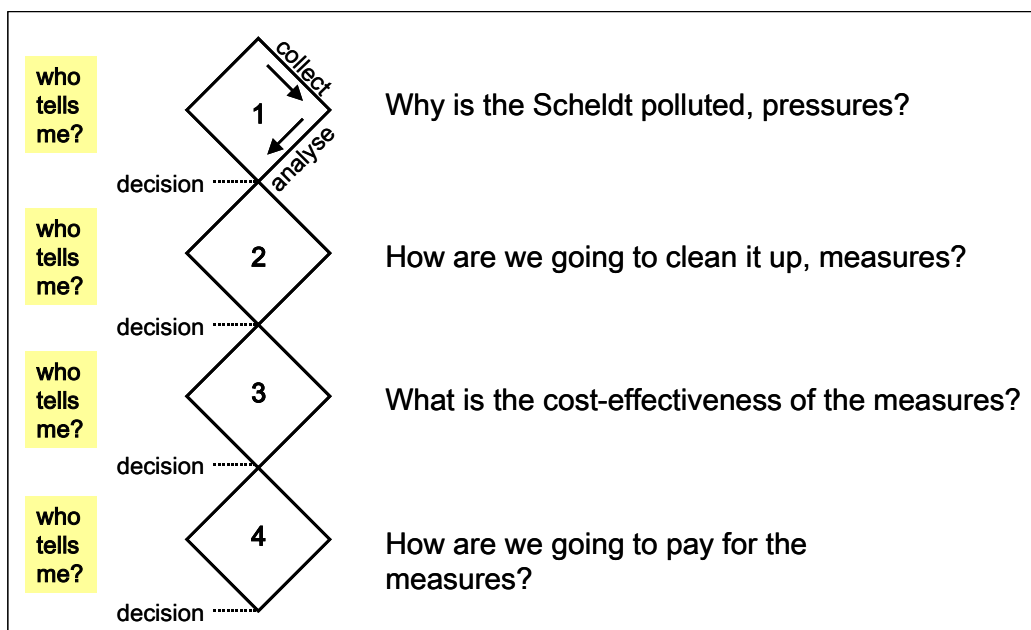 who
tells
me?
collect
1
analyse
Why is the Scheldt polluted, pressures?
decision
who
tells
me?
2
How are we going to clean it up, measures?
decision
who
tells
me?
3
What is the cost-effectiveness of the measures?
decision
who
tells
me?
4
How are we going to pay for the
measures?
decision